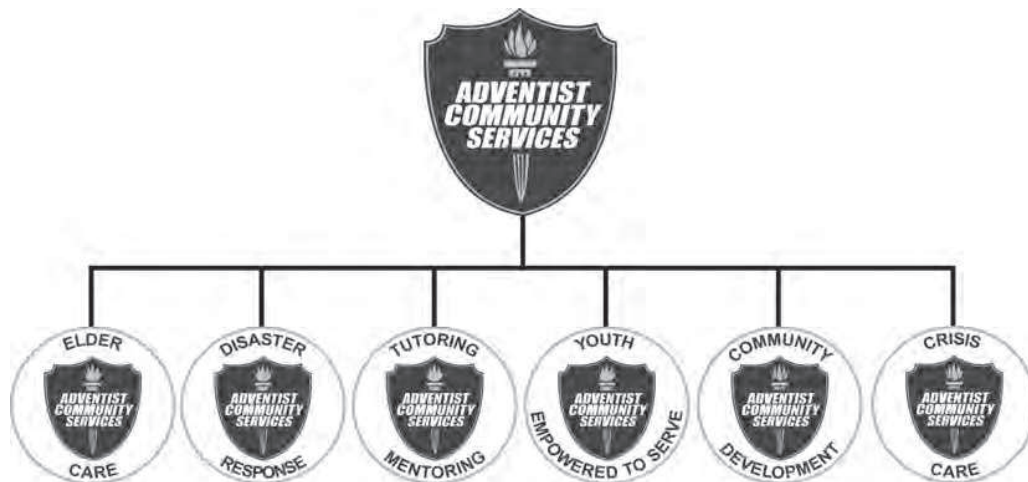 ADVENTIST
COMMUNITY
SERVICES
ELDER
ADVENTIST
COMMUNITY
SERVICES
CARE
DISASTER
ADVENTIST
COMMUNITY
SERVICES
RESPONSE
TUTORING
ADVENTIST
COMMUNITY
SERVICES
MENTORING
YOUTH
ADVENTIST
COMMUNITY
SERVICES
EMPOWERED TO SERVE
COMMUNITY
ADVENTIST
COMMUNITY
SERVICES
DEVELOPMENT
CRISIS
ADVENTIST
COMMUNITY
SERVICES
CARE